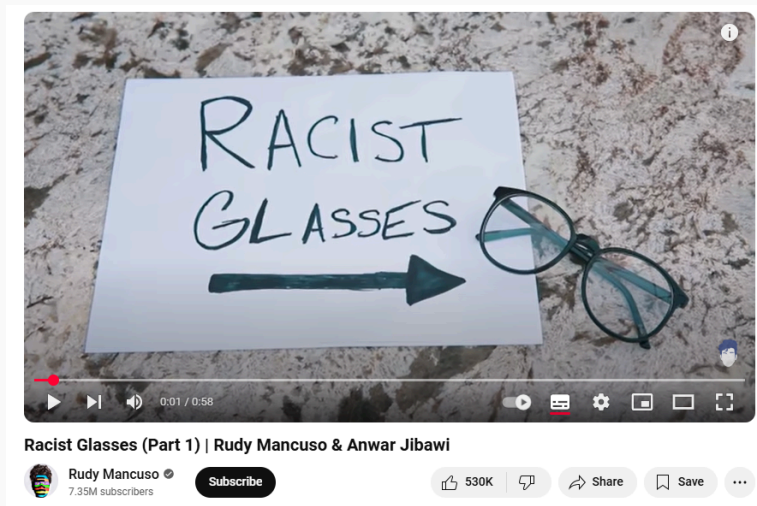 RACIST
GLASSES
0:01 / 0:58
Racist Glasses (Part 1) | Rudy Mancuso & Anwar Jibawi
Rudy Mancuso
7.35M subscribers
Subscribe
530K
Share
Save